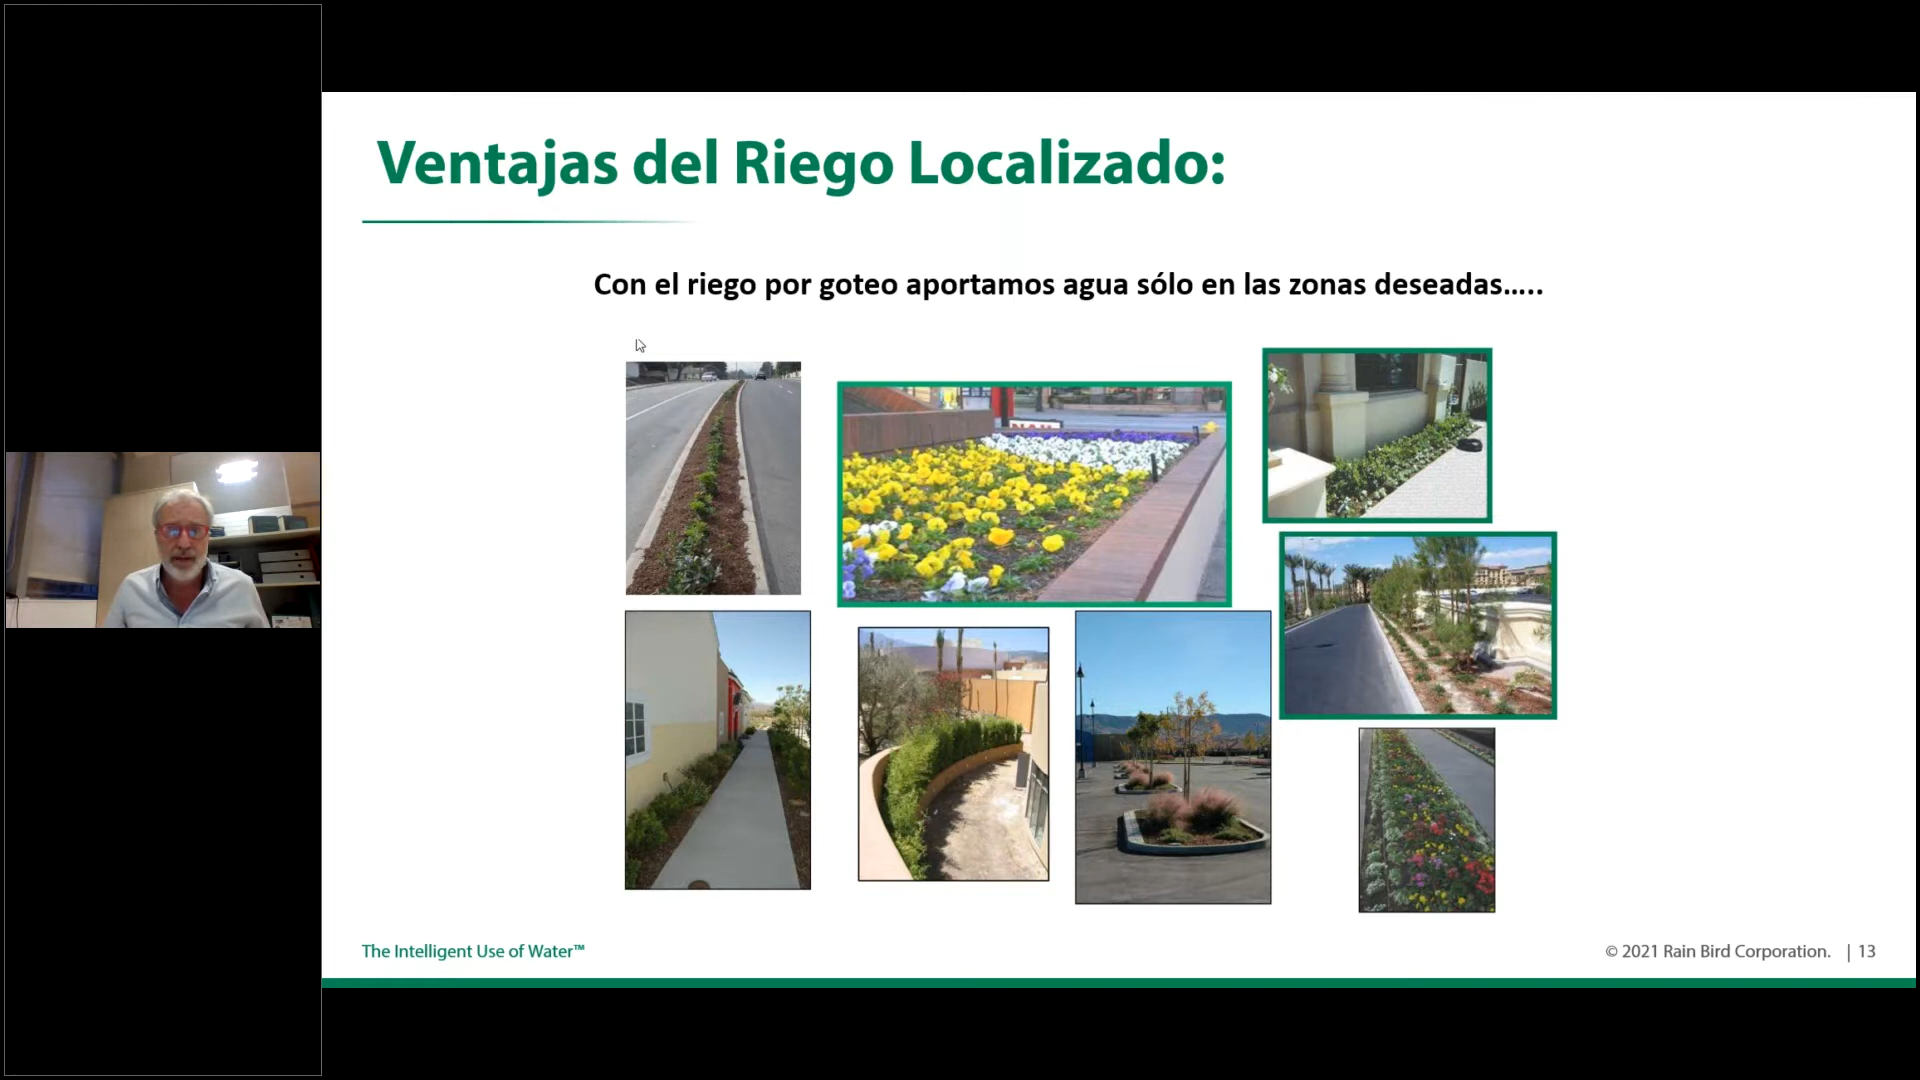 Ventajas del Riego Localizado:
Con el riego por goteo aportamos agua sólo en las zonas deseadas.....
The Intelligent Use of Water™
© 2021 Rain Bird Corporation. | 13